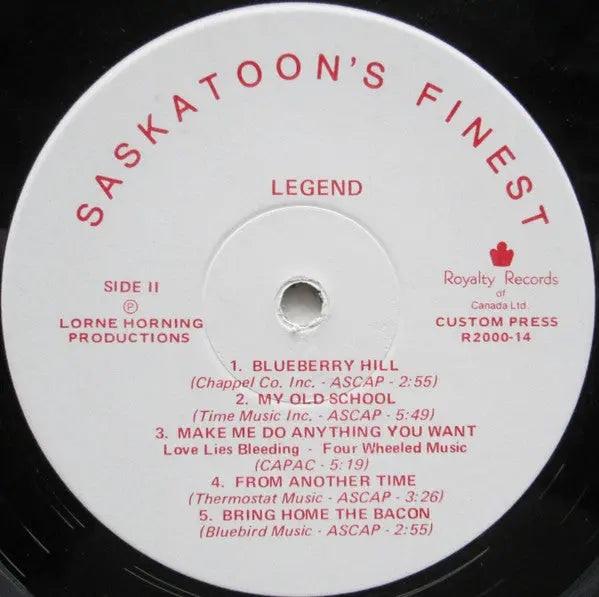 SASKATOON'S FINEST
LEGEND
SIDE II
℗
LORNE HORNING
PRODUCTIONS
Royalty Records
of
Canada Ltd.
CUSTOM PRESS
R2000-14
1. BLUEBERRY HILL
(Chappel Co. Inc. - ASCAP - 2:55)
2. MY OLD SCHOOL
(Time Music Inc. - ASCAP - 5:49)
3. MAKE ME DO ANYTHING YOU WANT
Love Lies Bleeding - Four Wheeled Music
(CAPAC - 5:19)
4. FROM ANOTHER TIME
(Thermostat Music - ASCAP - 3:26)
5. BRING HOME THE BACON
(Bluebird Music - ASCAP - 2:55)